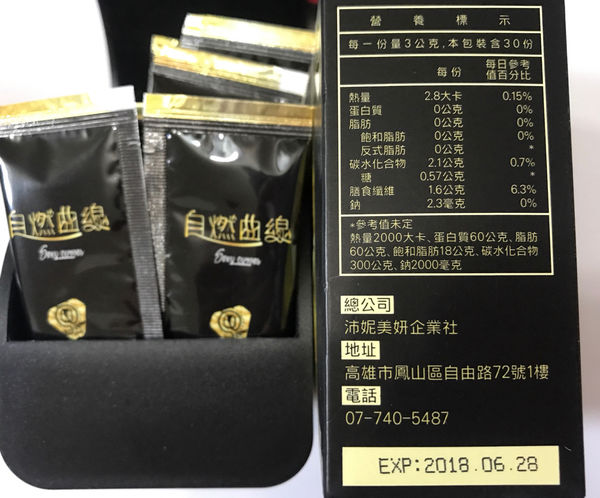 自燃曲線
Sexy curves
自燃曲線
Sexy curves
營養標示
每一份量3公克,本包裝含30份
每份 每日參考值百分比
熱量 2.8大卡 0.15%
蛋白質 0公克 0%
脂肪 0公克 0%
飽和脂肪 0公克 0%
反式脂肪 0公克 *
碳水化合物 2.1公克 0.7%
糖 0.57公克 *
膳食纖維 1.6公克 6.3%
鈉 2.3毫克 0%
*參考值未定
熱量2000大卡、蛋白質60公克、脂肪
60公克、飽和脂肪18公克、碳水化合物
300公克、鈉2000毫克
總公司
沛妮美妍企業社
地址
高雄市鳳山區自由路72號1樓
電話
07-740-5487
EXP:2018.06.28